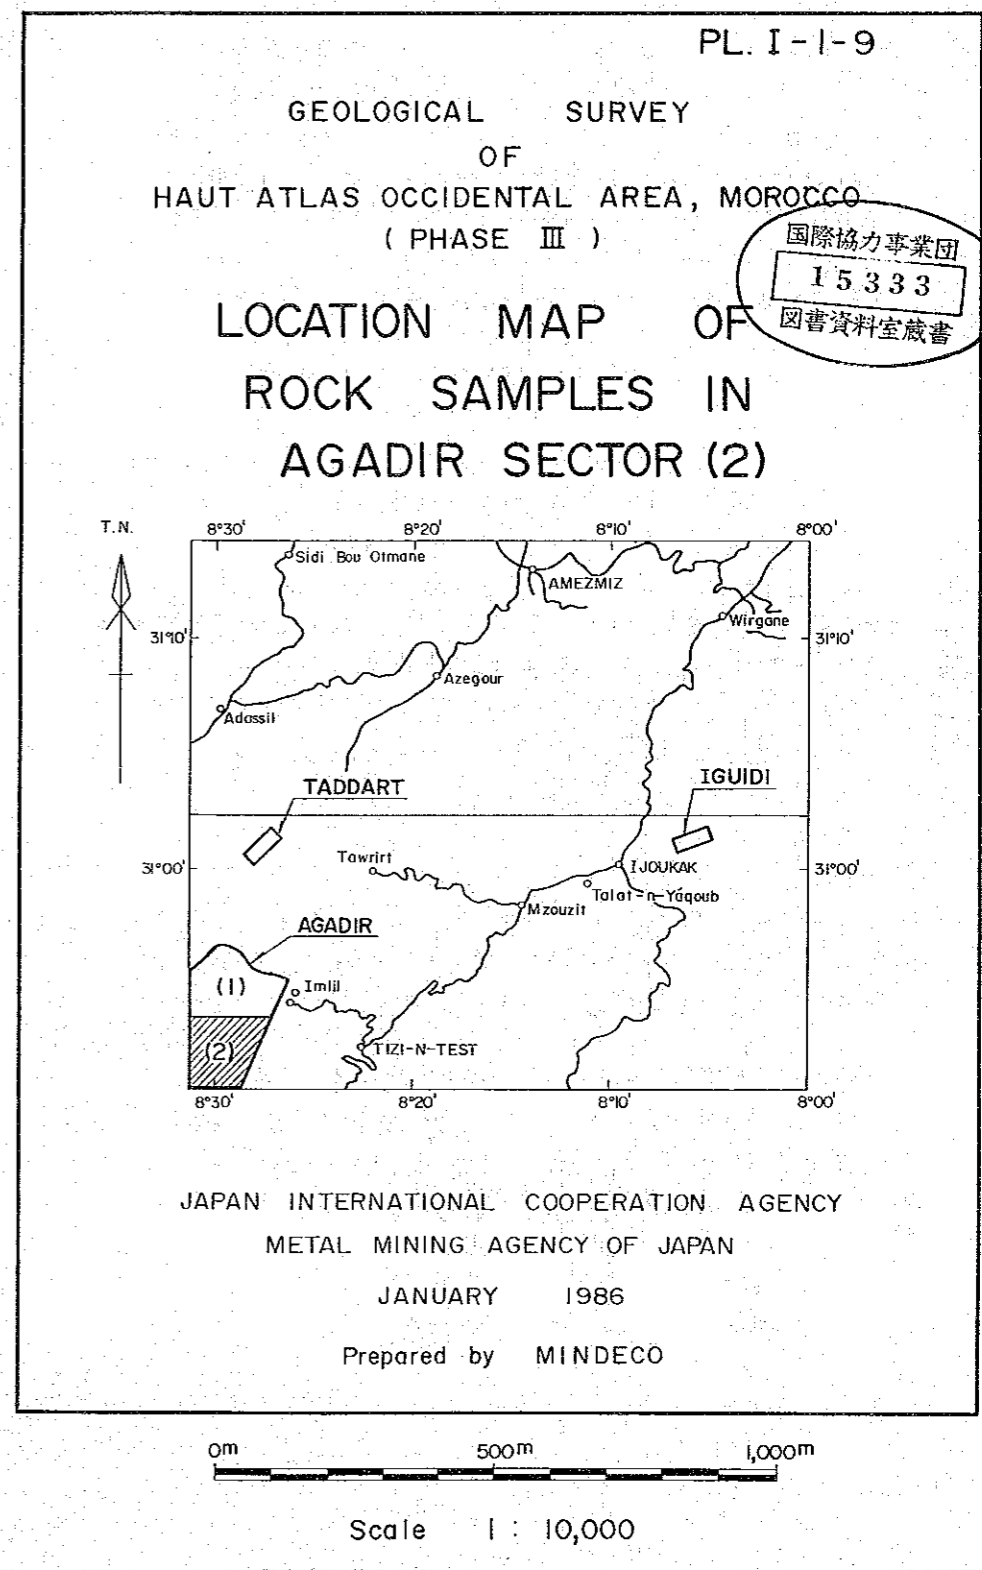 PL. I-1-9
GEOLOGICAL SURVEY
OF
HAUT ATLAS OCCIDENTAL AREA, MOROCCO
( PHASE III )
国際協力事業団
15333
図書資料室蔵書
LOCATION MAP OF
ROCK SAMPLES IN
AGADIR SECTOR (2)
T.N.
8°30' 8°20' 8°10' 8°00'
Sidi Bou Otmane
AMEZMIZ
Wirgane
31°10' 31°10'
Azegour
Adassil
TADDART
IGUIDI
Tawrirt
31°00' 31°00'
IJOUKAK
Talat-n-Yáqoub
Mzouzit
AGADIR
(1)
Imlil
(2)
TIZI-N-TEST
8°30' 8°20' 8°10' 8°00'
JAPAN INTERNATIONAL COOPERATION AGENCY
METAL MINING AGENCY OF JAPAN
JANUARY 1986
Prepared by MINDECO
0m 500m 1,000m
Scale 1 : 10,000